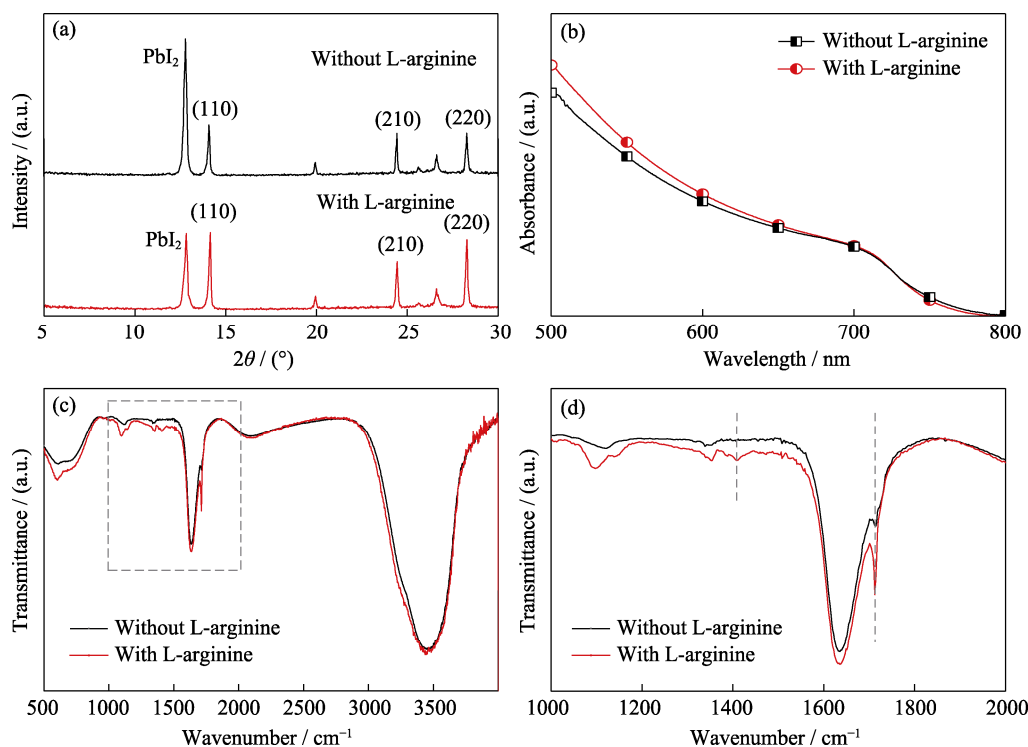 (a)
PbI2
Without L-arginine
(110)
(210)
(220)
With L-arginine
PbI2
(110)
(210)
(220)
Intensity / (a.u.)
5 10 15 20 25 30
2θ / (°)
(b)
Without L-arginine
With L-arginine
Absorbance / (a.u.)
500 600 700 800
Wavelength / nm
(c)
Without L-arginine
With L-arginine
Transmittance / (a.u.)
500 1000 1500 2000 2500 3000 3500
Wavenumber / cm⁻¹
(d)
Without L-arginine
With L-arginine
Transmittance / (a.u.)
1000 1200 1400 1600 1800 2000
Wavenumber / cm⁻¹